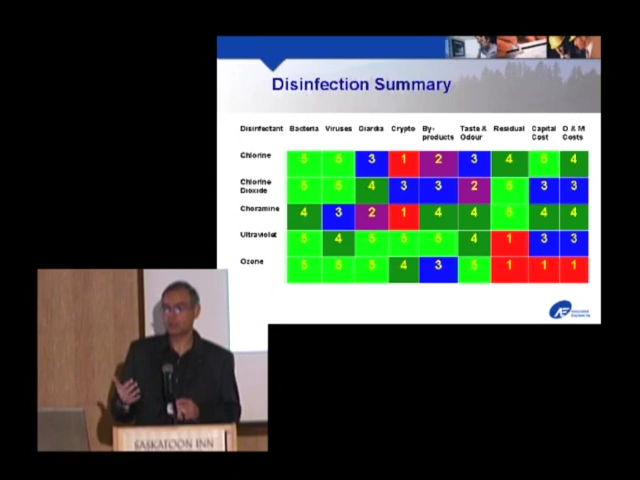 Disinfection Summary
Disinfectant Bacteria Viruses Giardia Crypto By-products Taste & Odour Residual Capital Cost O & M Costs
Chlorine 5 5 3 1 2 3 4 5 4
Chlorine Dioxide 5 5 4 3 3 2 5 3 3
Choramine 4 3 2 1 4 4 5 4 4
Ultraviolet 5 4 5 5 5 4 1 3 3
Ozone 5 5 5 4 3 5 1 1 1
Associated
Engineering
SASKATOON INN